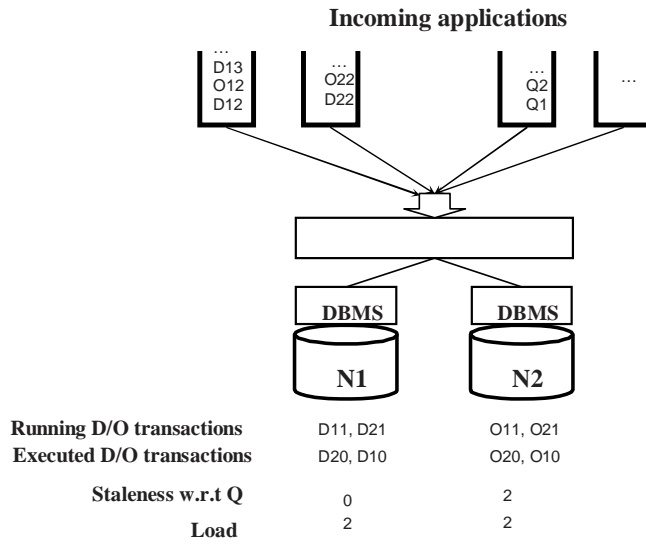 Incoming applications
...
D13
O12
D12
...
O22
D22
...
Q2
Q1
...
DBMS DBMS
N1 N2
Running D/O transactions D11, D21 O11, O21
Executed D/O transactions D20, D10 O20, O10
Staleness w.r.t Q 0 2
Load 2 2